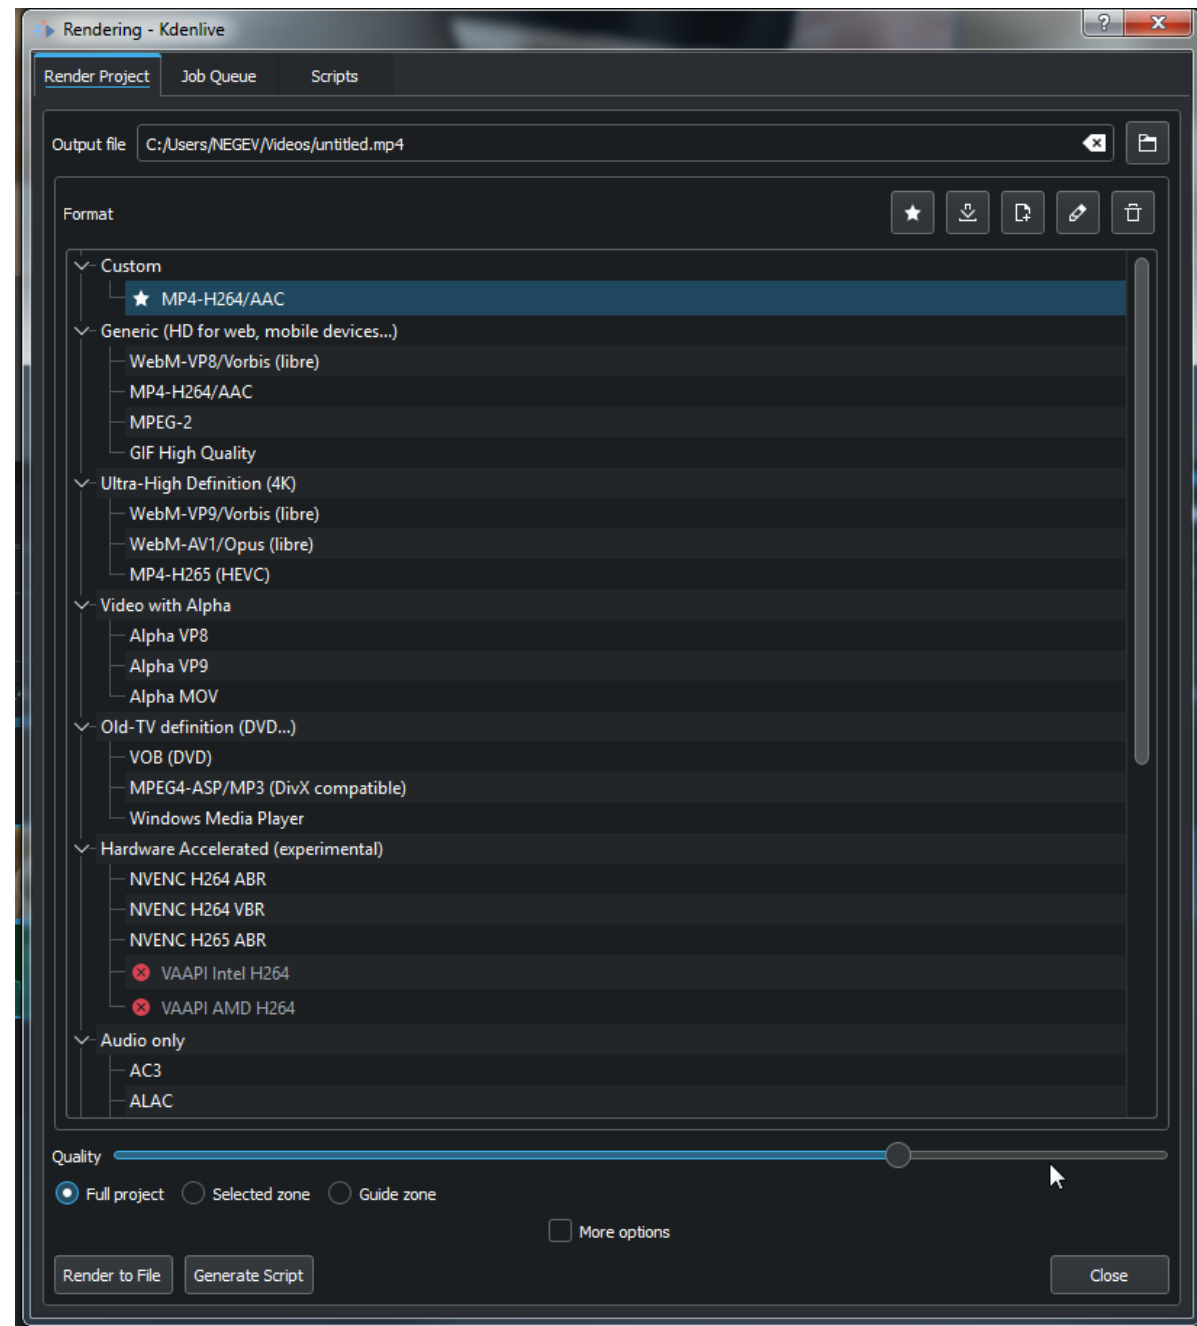 Rendering - Kdenlive
?
Render Project Job Queue Scripts
Output file C:/Users/NEGEV/Videos/untitled.mp4
Format
Custom
MP4-H264/AAC
Generic (HD for web, mobile devices...)
WebM-VP8/Vorbis (libre)
MP4-H264/AAC
MPEG-2
GIF High Quality
Ultra-High Definition (4K)
WebM-VP9/Vorbis (libre)
WebM-AV1/Opus (libre)
MP4-H265 (HEVC)
Video with Alpha
Alpha VP8
Alpha VP9
Alpha MOV
Old-TV definition (DVD...)
VOB (DVD)
MPEG4-ASP/MP3 (DivX compatible)
Windows Media Player
Hardware Accelerated (experimental)
NVENC H264 ABR
NVENC H264 VBR
NVENC H265 ABR
VAAPI Intel H264
VAAPI AMD H264
Audio only
AC3
ALAC
Quality
Full project Selected zone Guide zone
More options
Render to File Generate Script Close